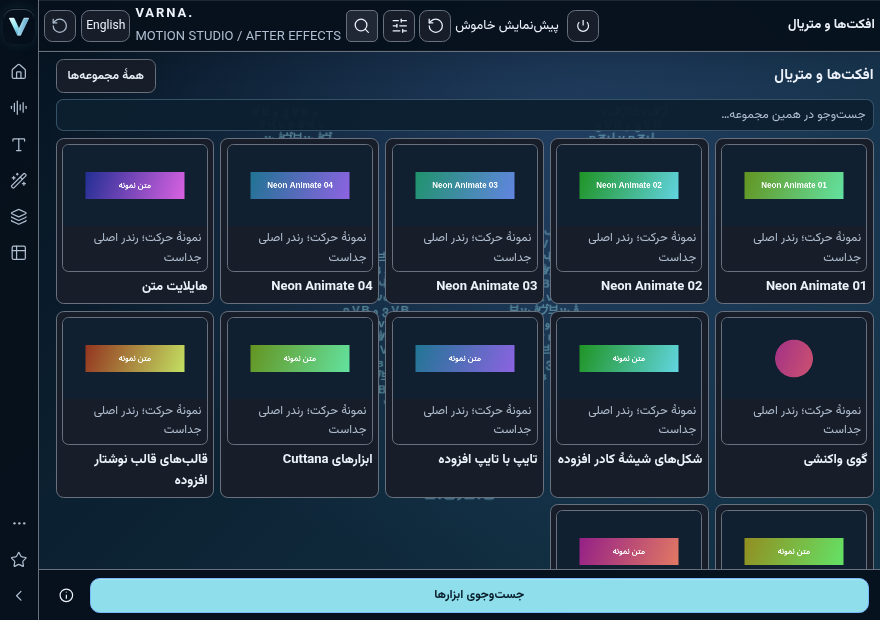 افکت‌ها و متریال
پیش‌نمایش خاموش
VARNA.
MOTION STUDIO / AFTER EFFECTS
English
افکت‌ها و متریال
همهٔ مجموعه‌ها
جست‌وجو در همین مجموعه…
Neon Animate 01
نمونهٔ حرکت؛ رندر اصلی
جداست
Neon Animate 01
Neon Animate 02
نمونهٔ حرکت؛ رندر اصلی
جداست
Neon Animate 02
Neon Animate 03
نمونهٔ حرکت؛ رندر اصلی
جداست
Neon Animate 03
Neon Animate 04
نمونهٔ حرکت؛ رندر اصلی
جداست
Neon Animate 04
متن نمونه
نمونهٔ حرکت؛ رندر اصلی
جداست
هایلایت متن
نمونهٔ حرکت؛ رندر اصلی
جداست
گوی واکنشی
متن نمونه
نمونهٔ حرکت؛ رندر اصلی
جداست
شکل‌های شیشهٔ کادر افزوده
متن نمونه
نمونهٔ حرکت؛ رندر اصلی
جداست
تایپ با تایپ افزوده
متن نمونه
نمونهٔ حرکت؛ رندر اصلی
جداست
ابزارهای Cuttana
متن نمونه
نمونهٔ حرکت؛ رندر اصلی
جداست
قالب‌های قالب نوشتار
افزوده
متن نمونه
متن نمونه
جست‌وجوی ابزارها